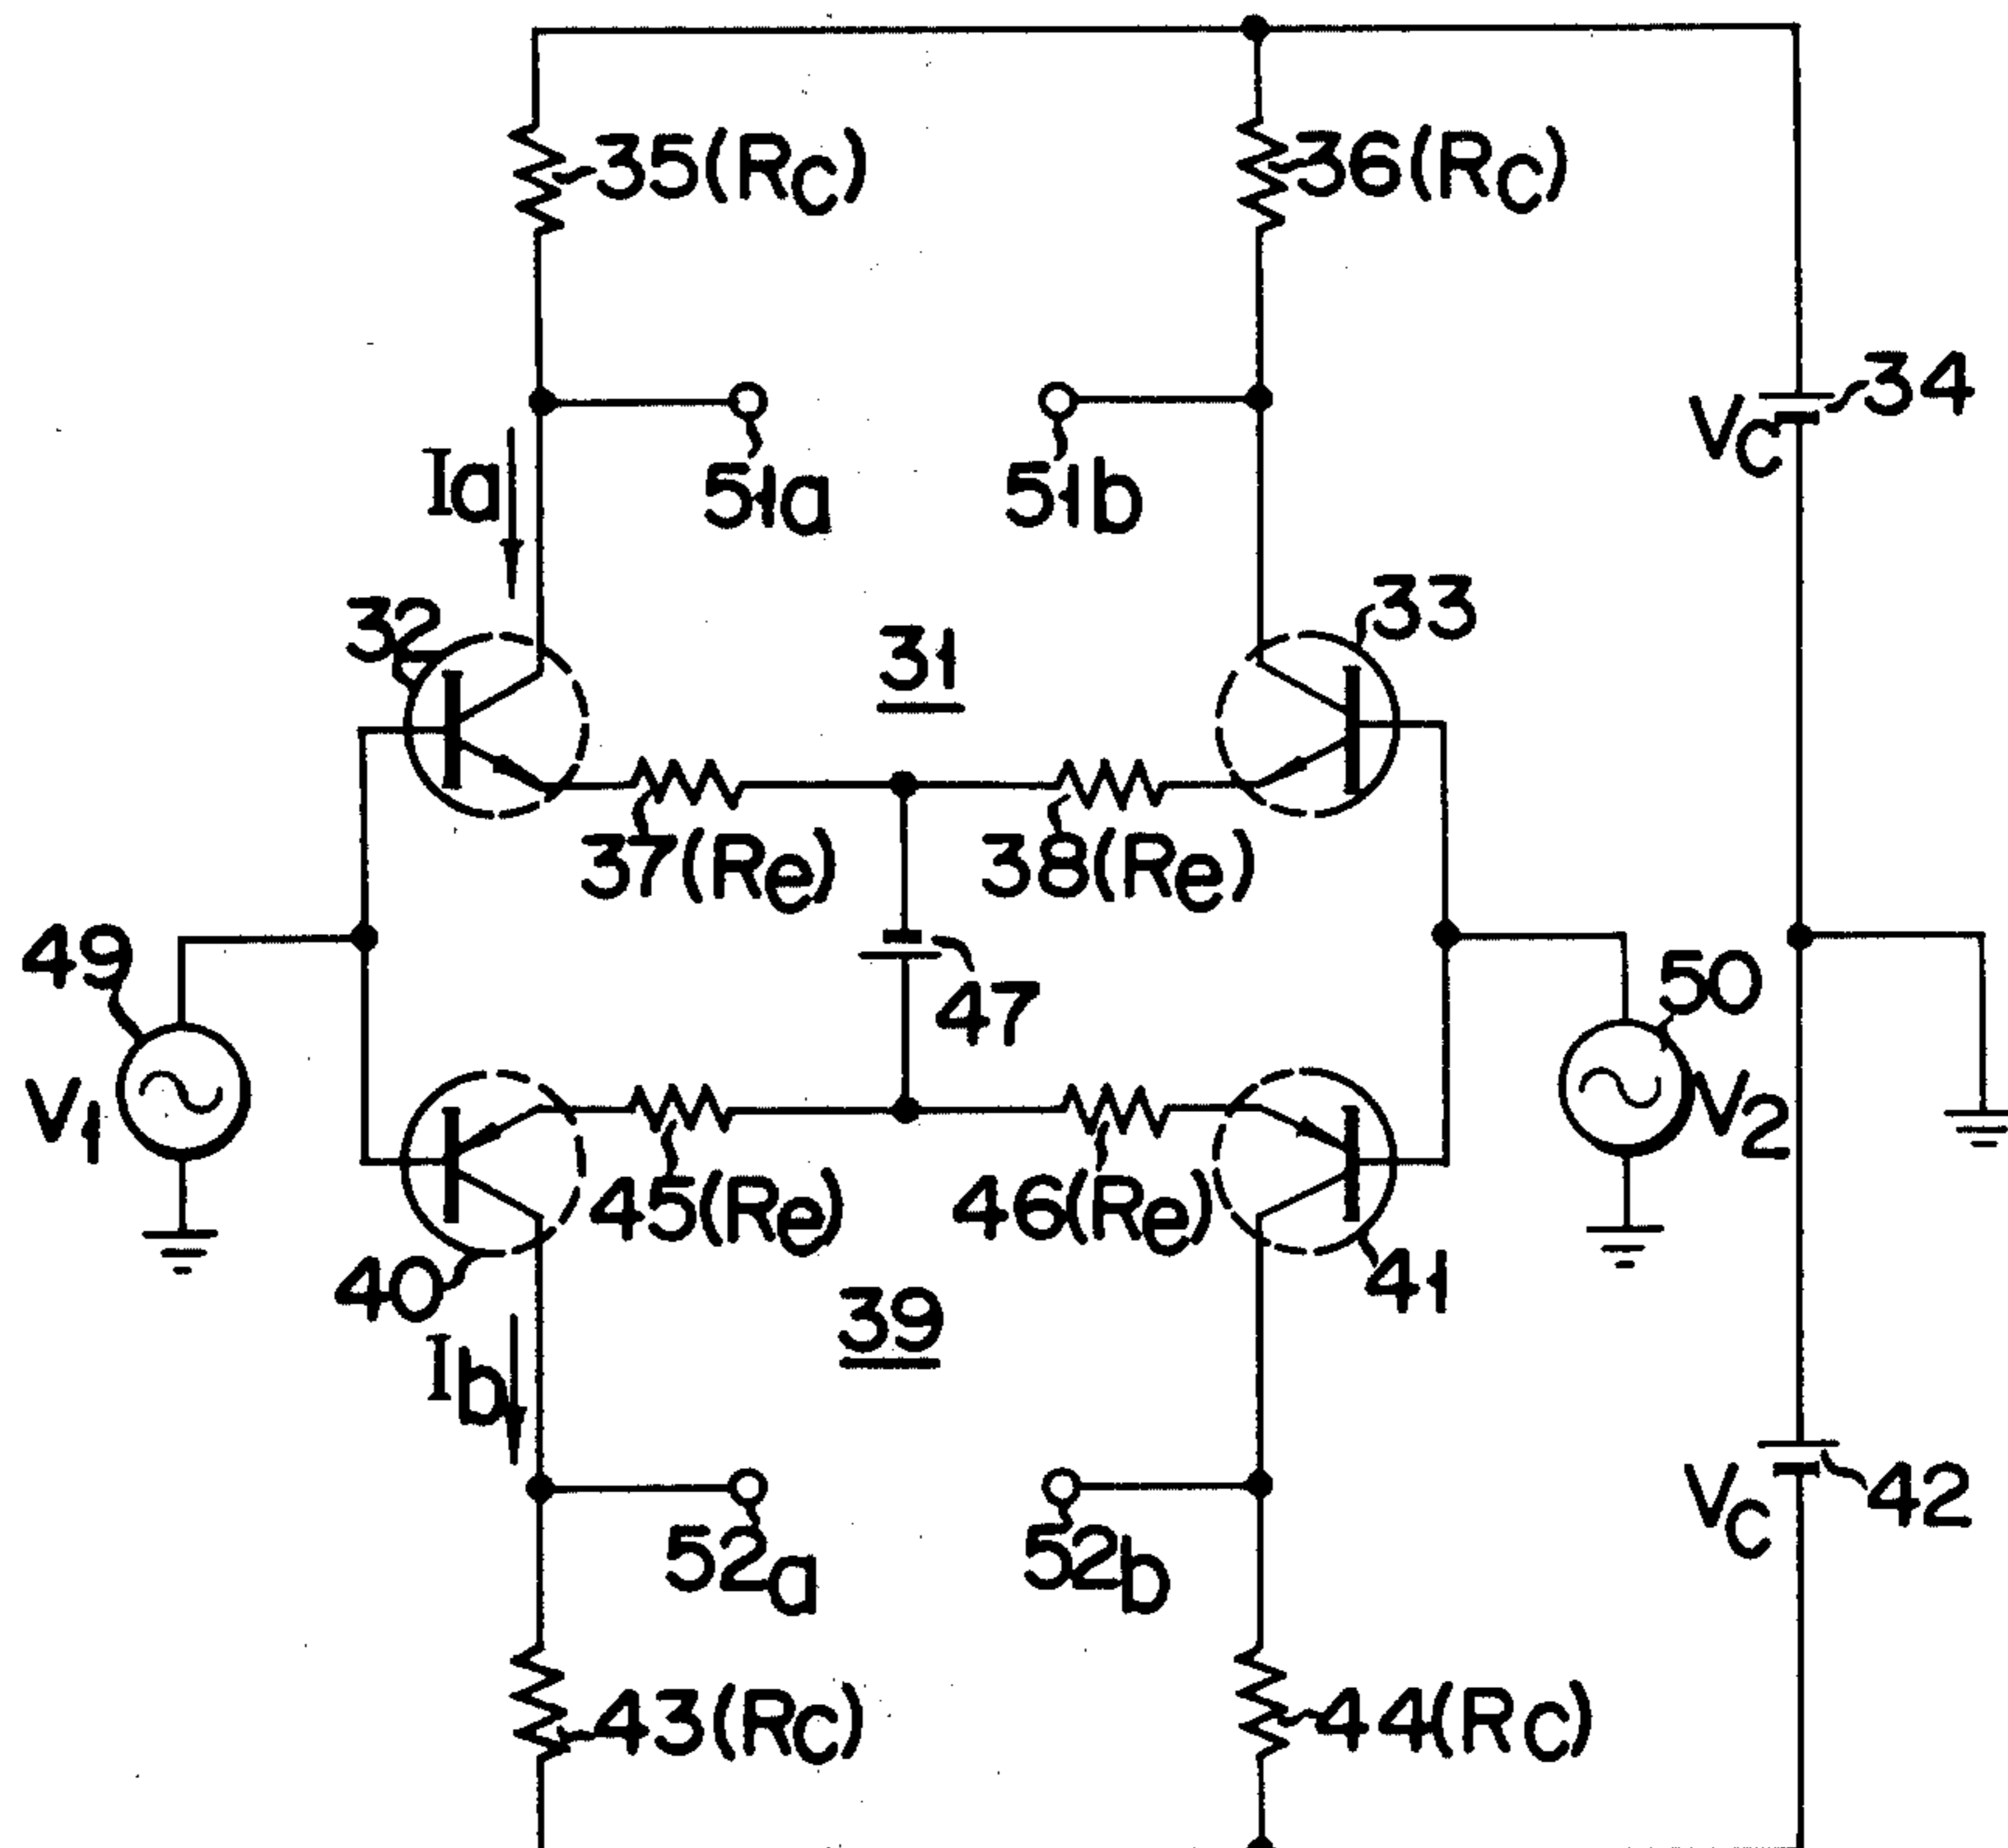 35(RC)
36(RC)
34
VC
Ia
51a
51b
32
33
31
37(Re)
38(Re)
49
47
50
V1
V2
45(Re)
46(Re)
40
41
39
Ib
42
VC
52a
52b
43(RC)
44(RC)